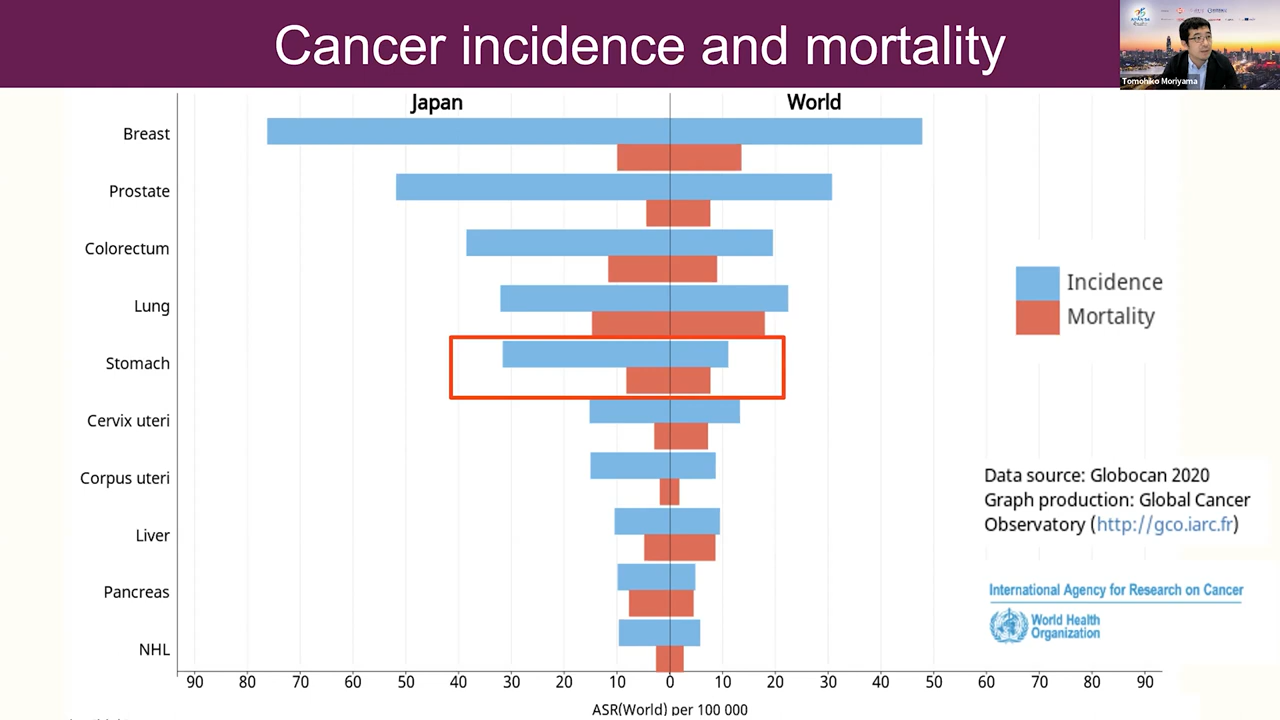 Cancer incidence and mortality
Tomohiko Moriyama
Japan
World
Breast
Prostate
Colorectum
Lung
Stomach
Cervix uteri
Corpus uteri
Liver
Pancreas
NHL
Incidence
Mortality
Data source: Globocan 2020
Graph production: Global Cancer
Observatory (http://gco.iarc.fr)
International Agency for Research on Cancer
World Health
Organization
90 80 70 60 50 40 30 20 10 0 10 20 30 40 50 60 70 80 90
ASR(World) per 100 000